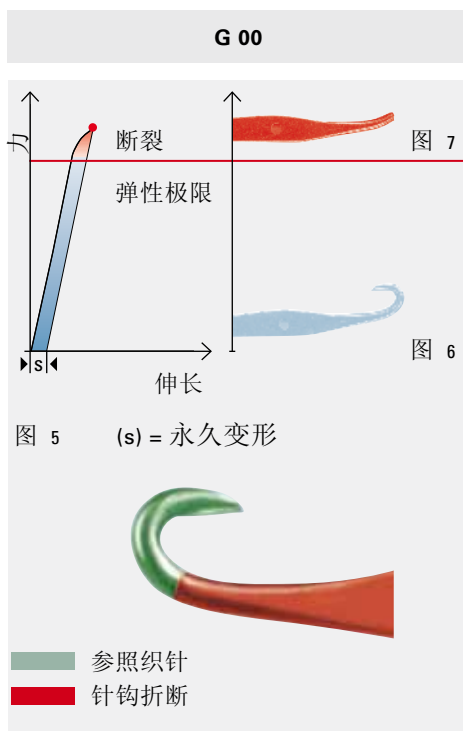 G 00
力
断裂
图 7
弹性极限
图 6
s
伸长
图 5 (s) = 永久变形
参照织针
针钩折断